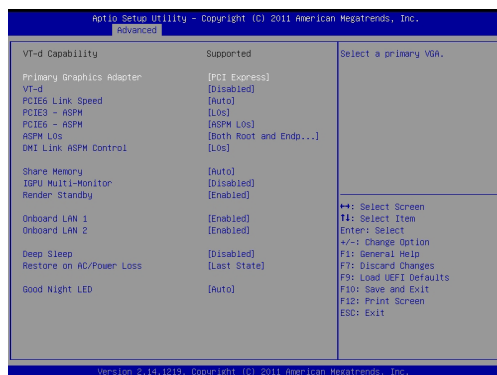 Aptio Setup Utility – Copyright (C) 2011 American Megatrends, Inc.
Advanced
VT-d Capability Supported
Primary Graphics Adapter [PCI Express]
VT-d [Disabled]
PCIE6 Link Speed [Auto]
PCIE3 - ASPM [L0s]
PCIE6 - ASPM [ASPM L0s]
ASPM L0s [Both Root and Endp...]
DMI Link ASPM Control [L0s]
Share Memory [Auto]
IGPU Multi-Monitor [Disabled]
Render Standby [Enabled]
Onboard LAN 1 [Enabled]
Onboard LAN 2 [Enabled]
Deep Sleep [Disabled]
Restore on AC/Power Loss [Last State]
Good Night LED [Auto]
Select a primary VGA.
↔: Select Screen
↑↓: Select Item
Enter: Select
+/-: Change Option
F1: General Help
F7: Discard Changes
F9: Load UEFI Defaults
F10: Save and Exit
F12: Print Screen
ESC: Exit
Version 2.14.1219. Copyright (C) 2011 American Megatrends, Inc.